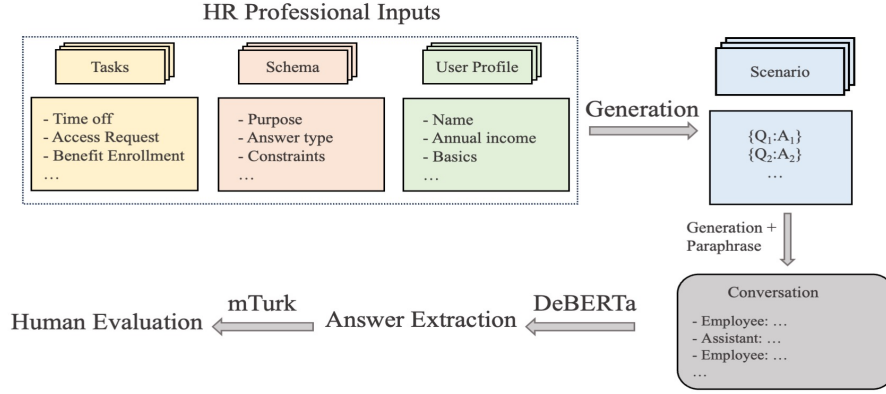 HR Professional Inputs
Tasks
- Time off
- Access Request
- Benefit Enrollment
…
Schema
- Purpose
- Answer type
- Constraints
…
User Profile
- Name
- Annual income
- Basics
…
Generation
Scenario
{Q₁:A₁}
{Q₂:A₂}
…
Generation +
Paraphrase
Conversation
- Employee: …
- Assistant: …
- Employee: …
…
DeBERTa
Answer Extraction
mTurk
Human Evaluation